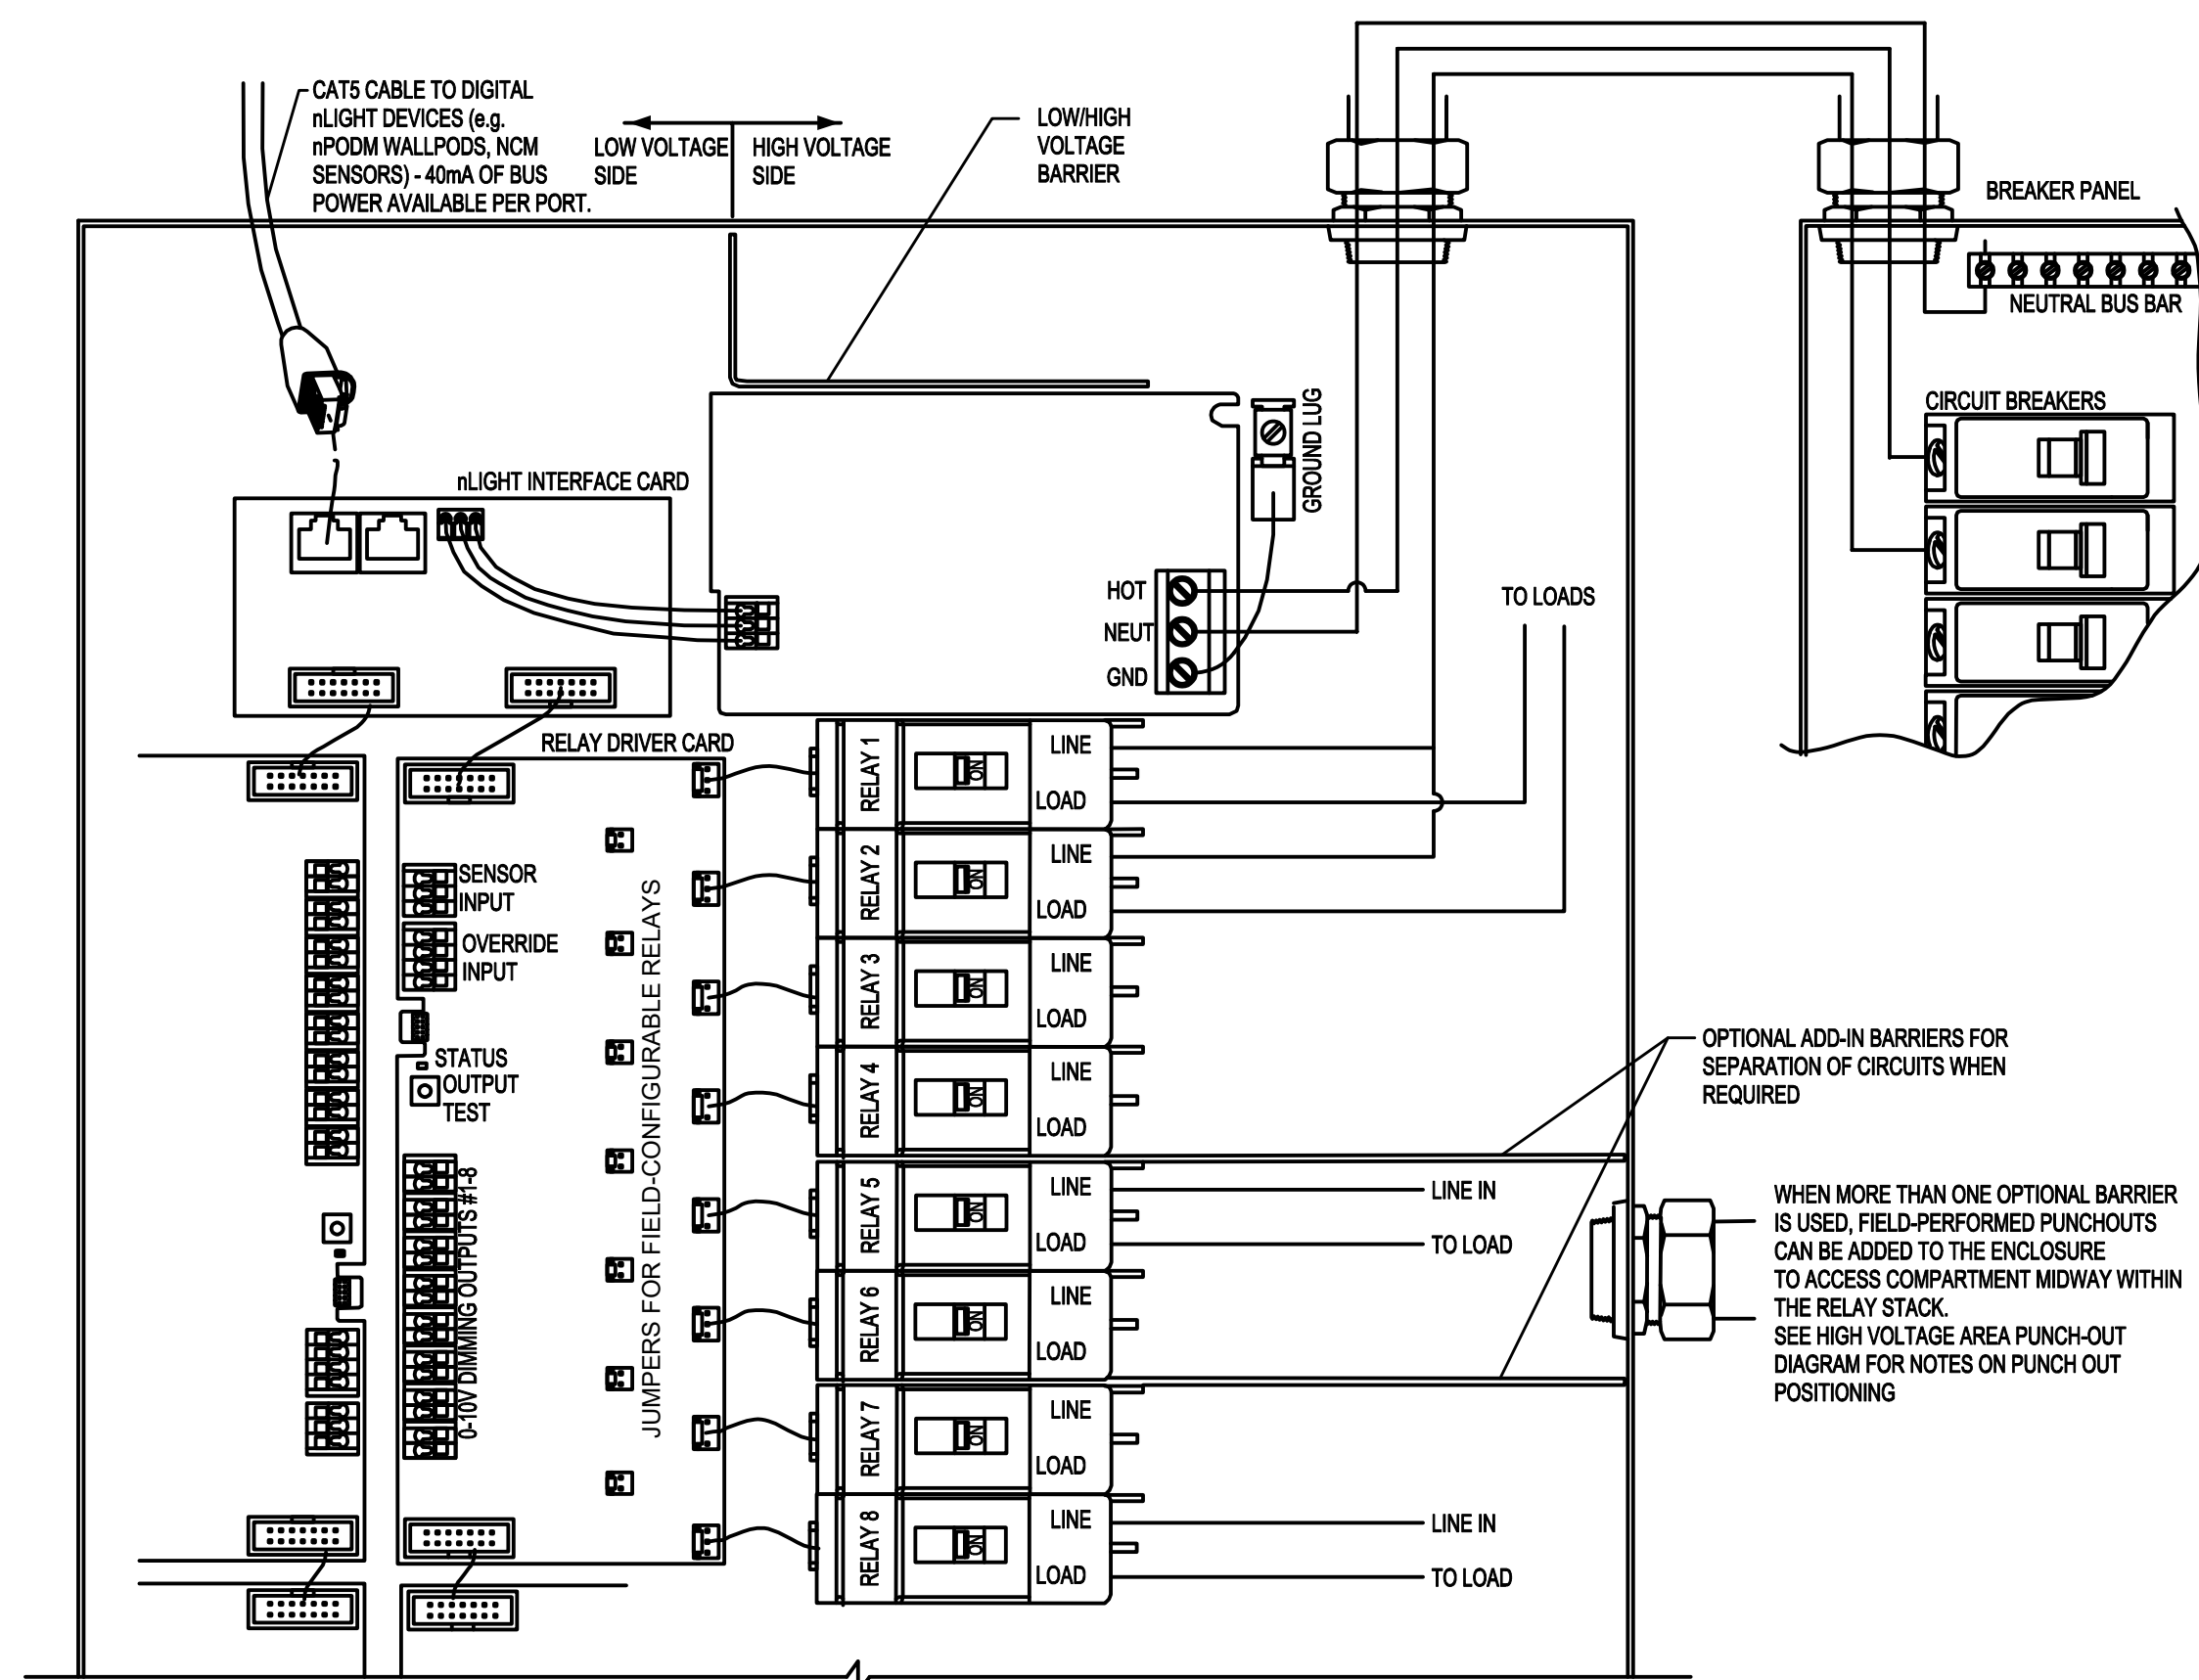 CAT5 CABLE TO DIGITAL
nLIGHT DEVICES (e.g.
nPODM WALLPODS, NCM
SENSORS) - 40mA OF BUS
POWER AVAILABLE PER PORT.
LOW VOLTAGE
SIDE
HIGH VOLTAGE
SIDE
LOW/HIGH
VOLTAGE
BARRIER
BREAKER PANEL
NEUTRAL BUS BAR
CIRCUIT BREAKERS
GROUND LUG
nLIGHT INTERFACE CARD
HOT
NEUT
GND
TO LOADS
RELAY DRIVER CARD
SENSOR
INPUT
OVERRIDE
INPUT
STATUS
OUTPUT
TEST
0-10V DIMMING OUTPUTS #1-8
JUMPERS FOR FIELD-CONFIGURABLE RELAYS
RELAY 1
ON
LINE
LOAD
RELAY 2
ON
LINE
LOAD
RELAY 3
ON
LINE
LOAD
RELAY 4
ON
LINE
LOAD
OPTIONAL ADD-IN BARRIERS FOR
SEPARATION OF CIRCUITS WHEN
REQUIRED
RELAY 5
ON
LINE
LOAD
LINE IN
TO LOAD
RELAY 6
ON
LINE
LOAD
WHEN MORE THAN ONE OPTIONAL BARRIER
IS USED, FIELD-PERFORMED PUNCHOUTS
CAN BE ADDED TO THE ENCLOSURE
TO ACCESS COMPARTMENT MIDWAY WITHIN
THE RELAY STACK.
SEE HIGH VOLTAGE AREA PUNCH-OUT
DIAGRAM FOR NOTES ON PUNCH OUT
POSITIONING
RELAY 7
ON
LINE
LOAD
RELAY 8
ON
LINE
LOAD
LINE IN
TO LOAD